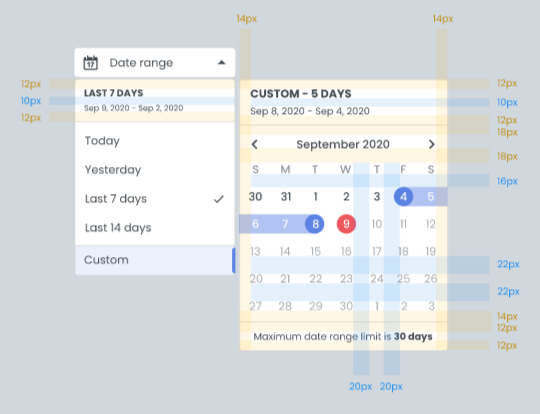 14px 14px
17 Date range
12px LAST 7 DAYS CUSTOM - 5 DAYS 12px
10px Sep 9, 2020 - Sep 2, 2020 10px
12px Sep 8, 2020 - Sep 4, 2020 12px
18px
Today September 2020
18px
Yesterday S M T W T F S
16px
Last 7 days 30 31 1 2 3 4 5
Last 14 days 6 7 8 9 10 11 12
Custom 13 14 15 16 17 18 19
22px
20 21 22 23 24 25 26
22px
27 28 29 30 1 2 3
14px
12px
Maximum date range limit is 30 days
12px
20px 20px